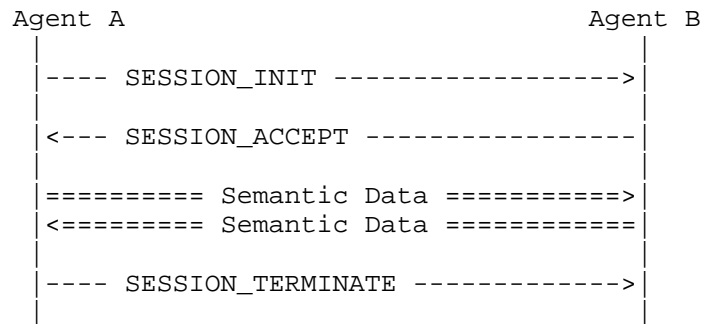 Agent A Agent B
SESSION_INIT
SESSION_ACCEPT
Semantic Data
Semantic Data
SESSION_TERMINATE